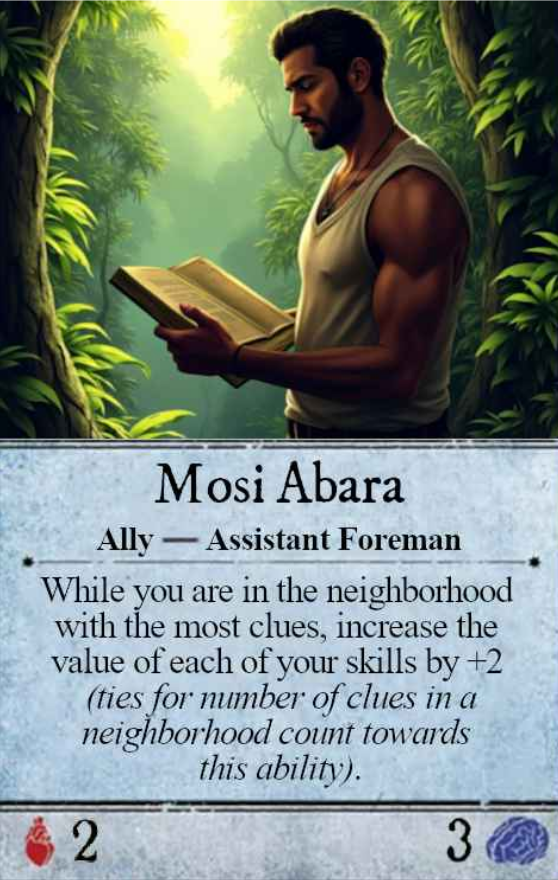 Mosi Abara
Ally — Assistant Foreman
While you are in the neighborhood
with the most clues, increase the
value of each of your skills by +2
(ties for number of clues in a
neighborhood count towards
this ability).
2 3